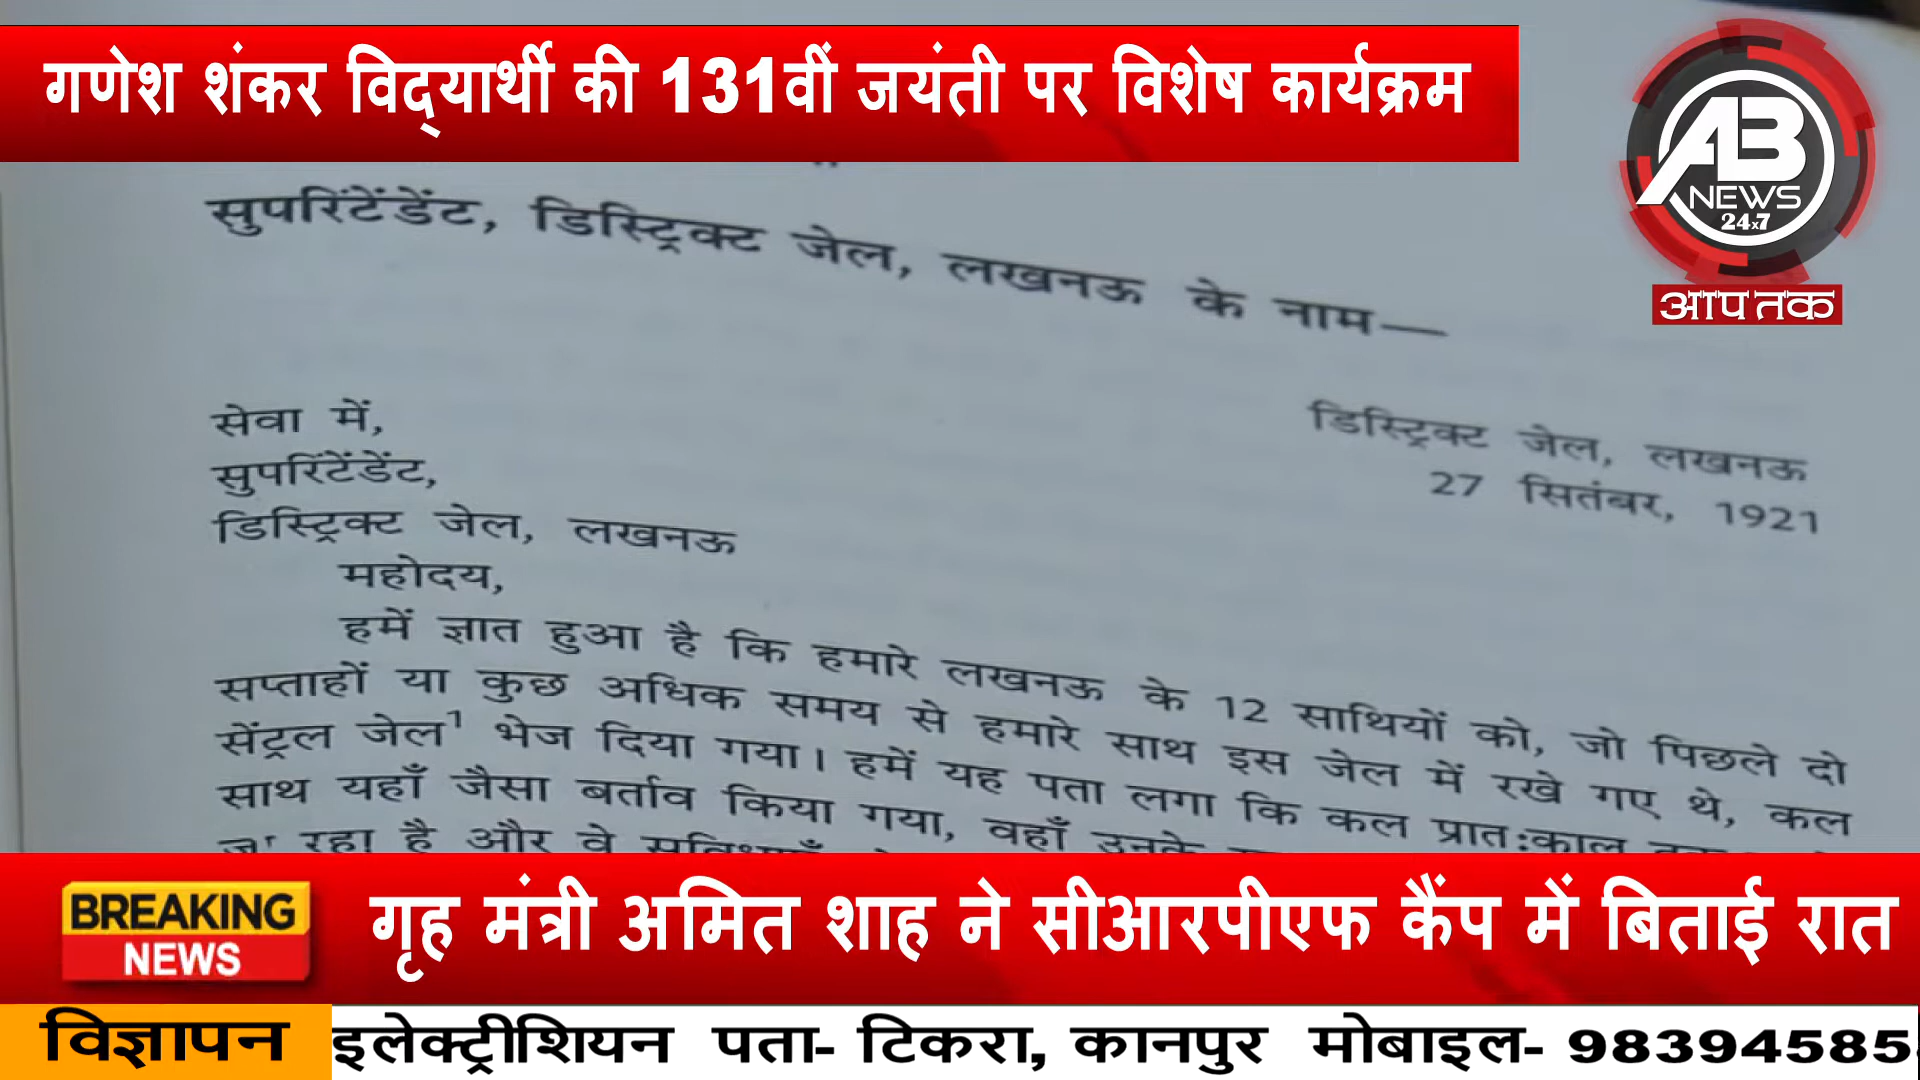 गणेश शंकर विद्यार्थी की 131वीं जयंती पर विशेष कार्यक्रम
AB
NEWS
24x7
आप तक
सुपरिंटेंडेंट, डिस्ट्रिक्ट जेल, लखनऊ के नाम—
डिस्ट्रिक्ट जेल, लखनऊ
27 सितंबर, 1921
सेवा में,
सुपरिंटेंडेंट,
डिस्ट्रिक्ट जेल, लखनऊ
महोदय,
हमें ज्ञात हुआ है कि हमारे लखनऊ के 12 साथियों को, जो पिछले दो
सप्ताहों या कुछ अधिक समय से हमारे साथ इस जेल में रखे गए थे, कल
सेंट्रल जेल¹ भेज दिया गया। हमें यह पता लगा कि कल प्रात:काल
साथ यहाँ जैसा बर्ताव किया गया, वहाँ उनके
जा रहा है और वे सुविधाएँ
BREAKING
NEWS
गृह मंत्री अमित शाह ने सीआरपीएफ कैंप में बिताई रात
विज्ञापन
इलेक्ट्रीशियन पता- टिकरा, कानपुर मोबाइल- 98394585